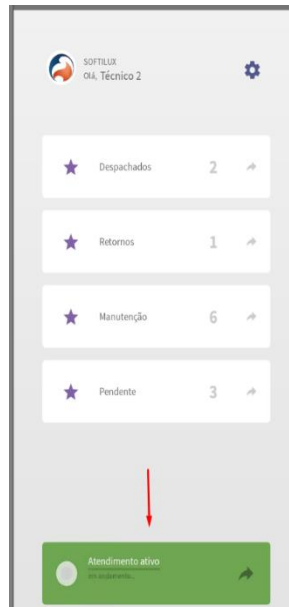 SOFTILUX
Olá, Técnico 2
Despachados 2
Retornos 1
Manutenção 6
Pendente 3
Atendimento ativo
em andamento...